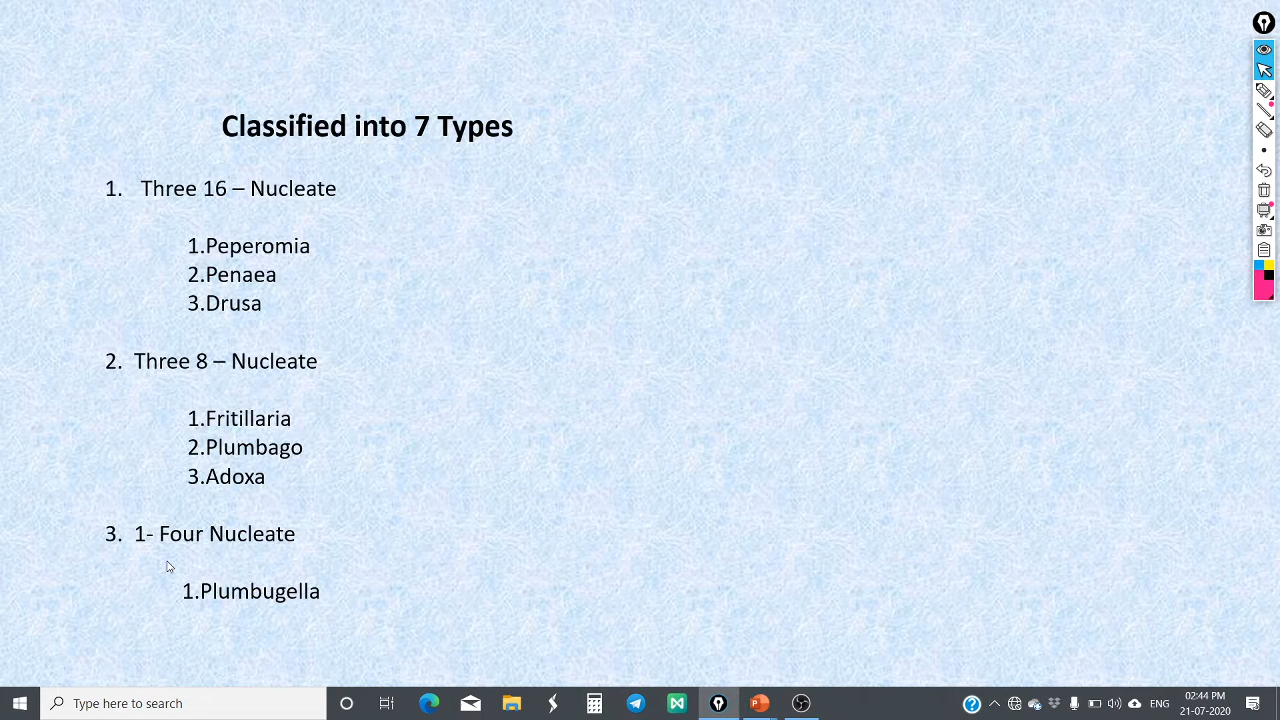 Classified into 7 Types
1. Three 16 – Nucleate
1.Peperomia
2.Penaea
3.Drusa
2. Three 8 – Nucleate
1.Fritillaria
2.Plumbago
3.Adoxa
3. 1- Four Nucleate
1.Plumbugella
Type here to search
ENG
02:44 PM
21-07-2020